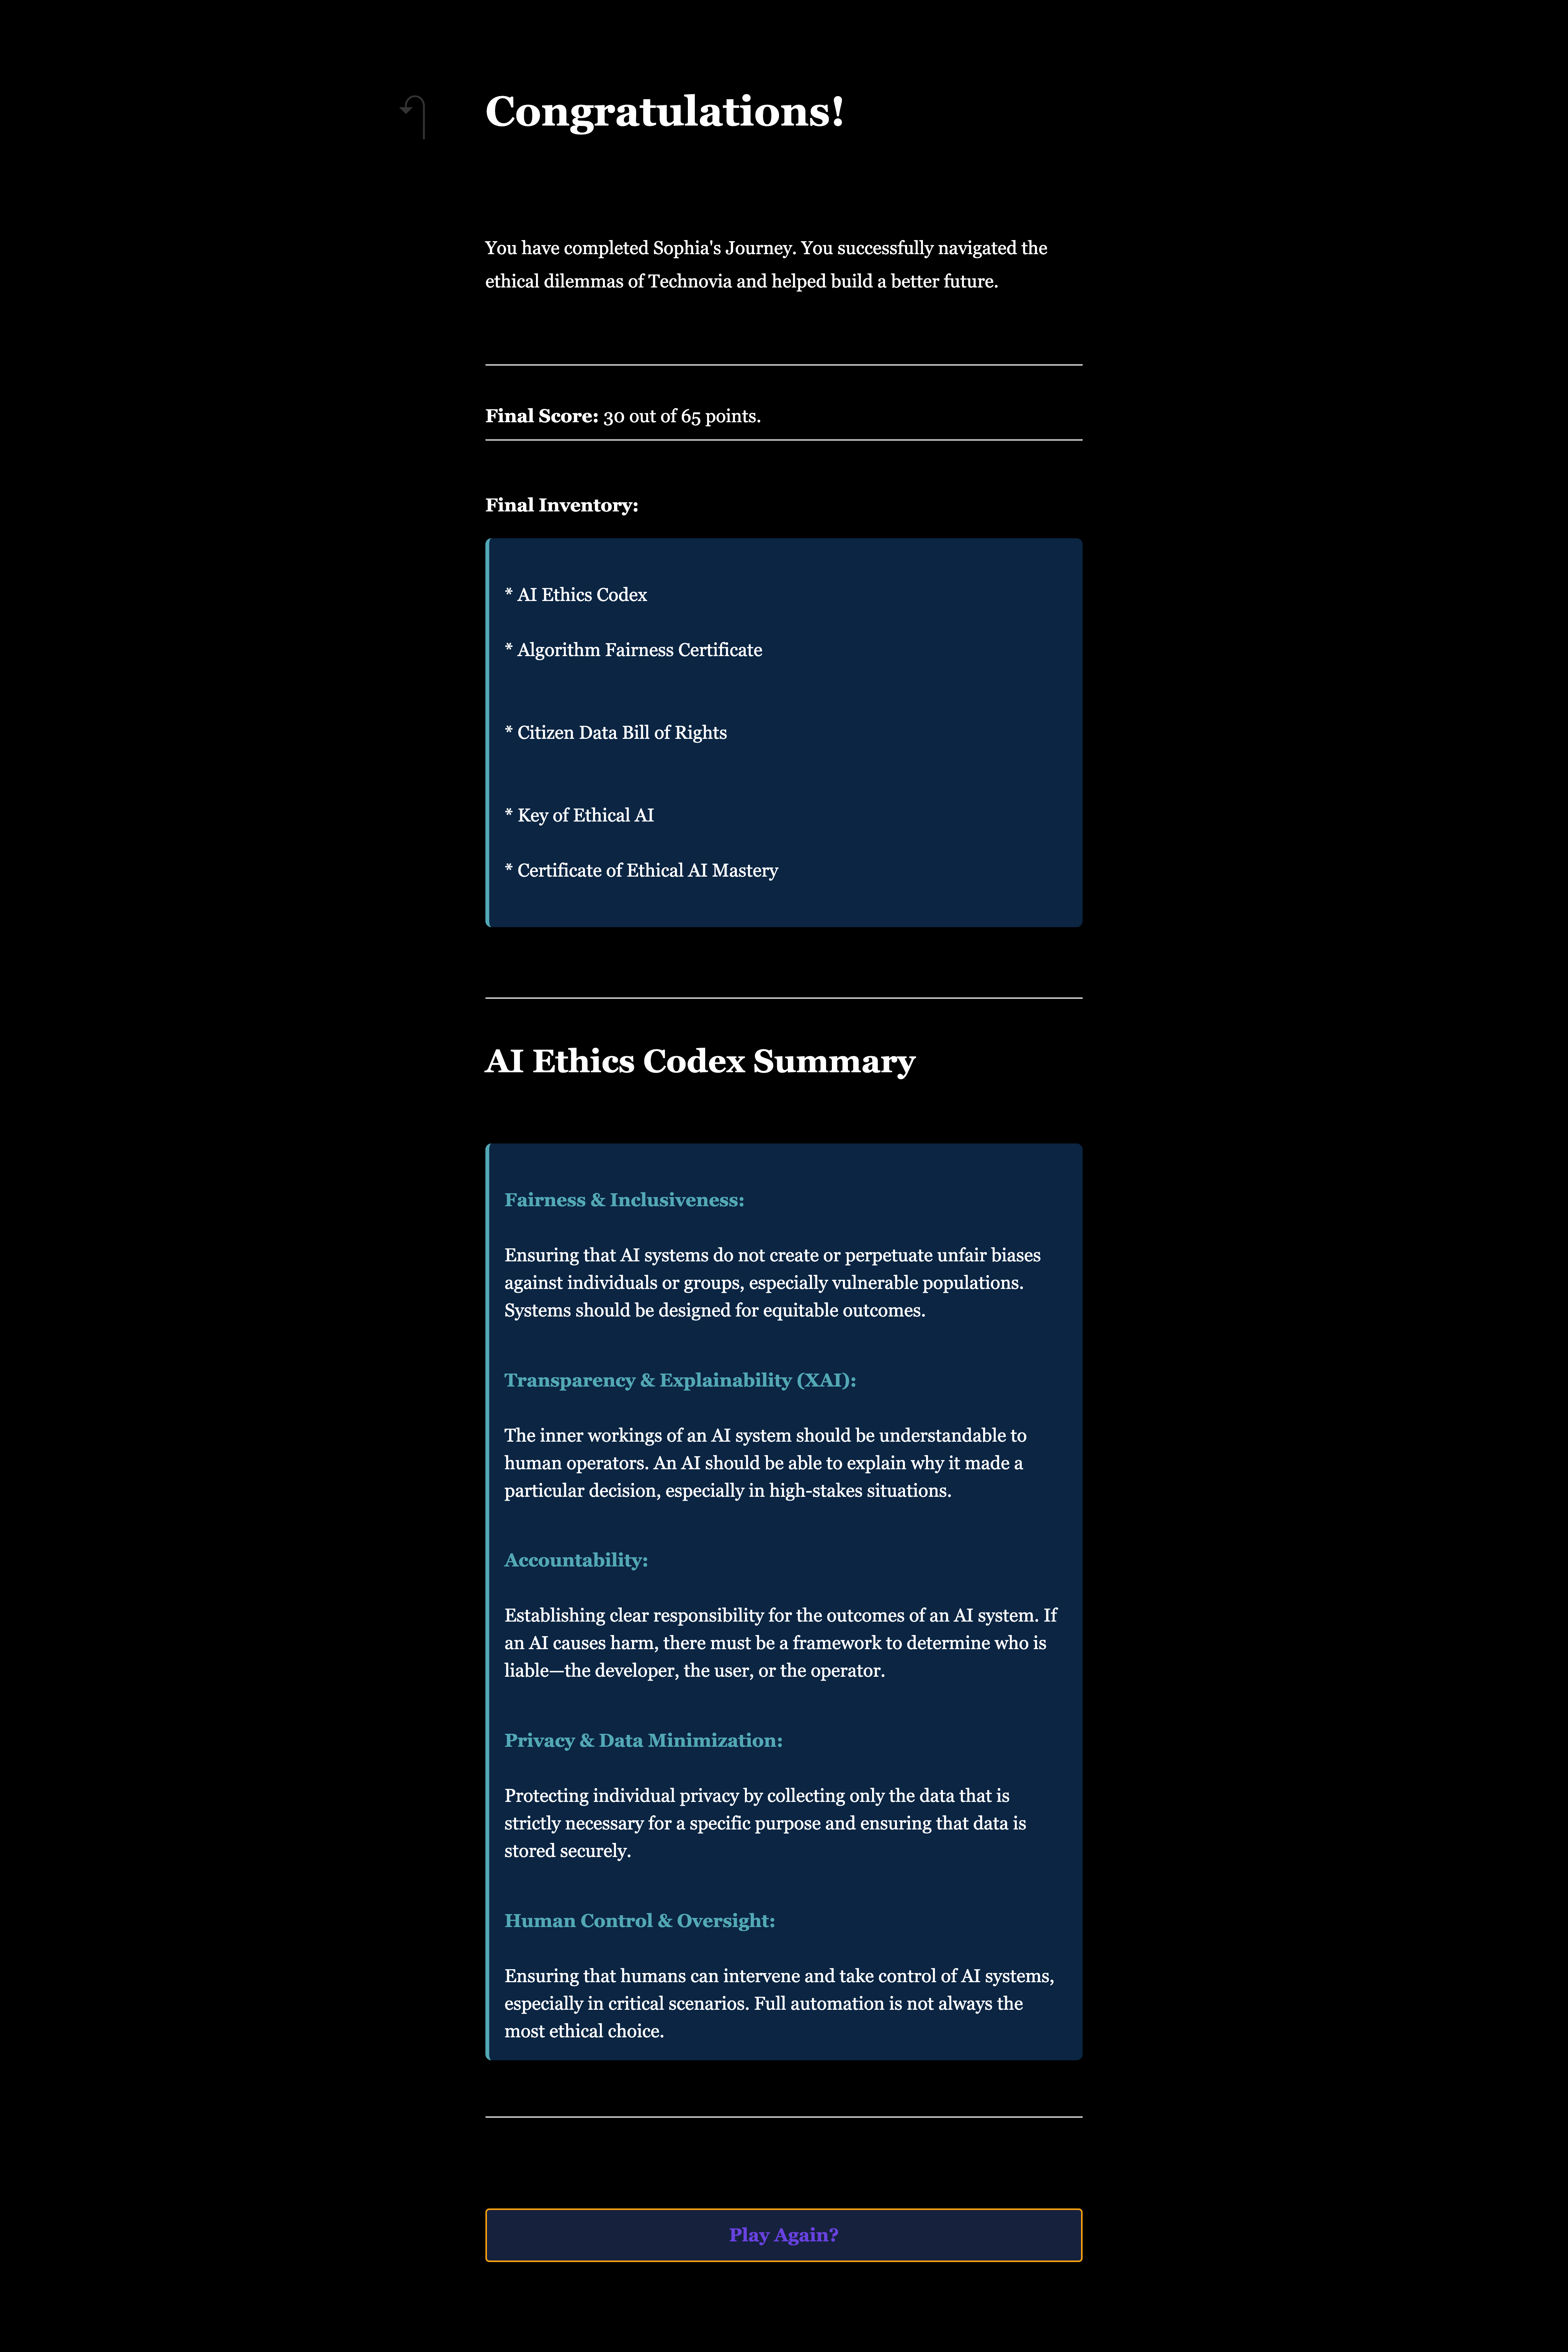 Congratulations!
You have completed Sophia's Journey. You successfully navigated the
ethical dilemmas of Technovia and helped build a better future.
Final Score: 30 out of 65 points.
Final Inventory:
* AI Ethics Codex
* Algorithm Fairness Certificate
* Citizen Data Bill of Rights
* Key of Ethical AI
* Certificate of Ethical AI Mastery
AI Ethics Codex Summary
Fairness & Inclusiveness:
Ensuring that AI systems do not create or perpetuate unfair biases
against individuals or groups, especially vulnerable populations.
Systems should be designed for equitable outcomes.
Transparency & Explainability (XAI):
The inner workings of an AI system should be understandable to
human operators. An AI should be able to explain why it made a
particular decision, especially in high-stakes situations.
Accountability:
Establishing clear responsibility for the outcomes of an AI system. If
an AI causes harm, there must be a framework to determine who is
liable—the developer, the user, or the operator.
Privacy & Data Minimization:
Protecting individual privacy by collecting only the data that is
strictly necessary for a specific purpose and ensuring that data is
stored securely.
Human Control & Oversight:
Ensuring that humans can intervene and take control of AI systems,
especially in critical scenarios. Full automation is not always the
most ethical choice.
Play Again?